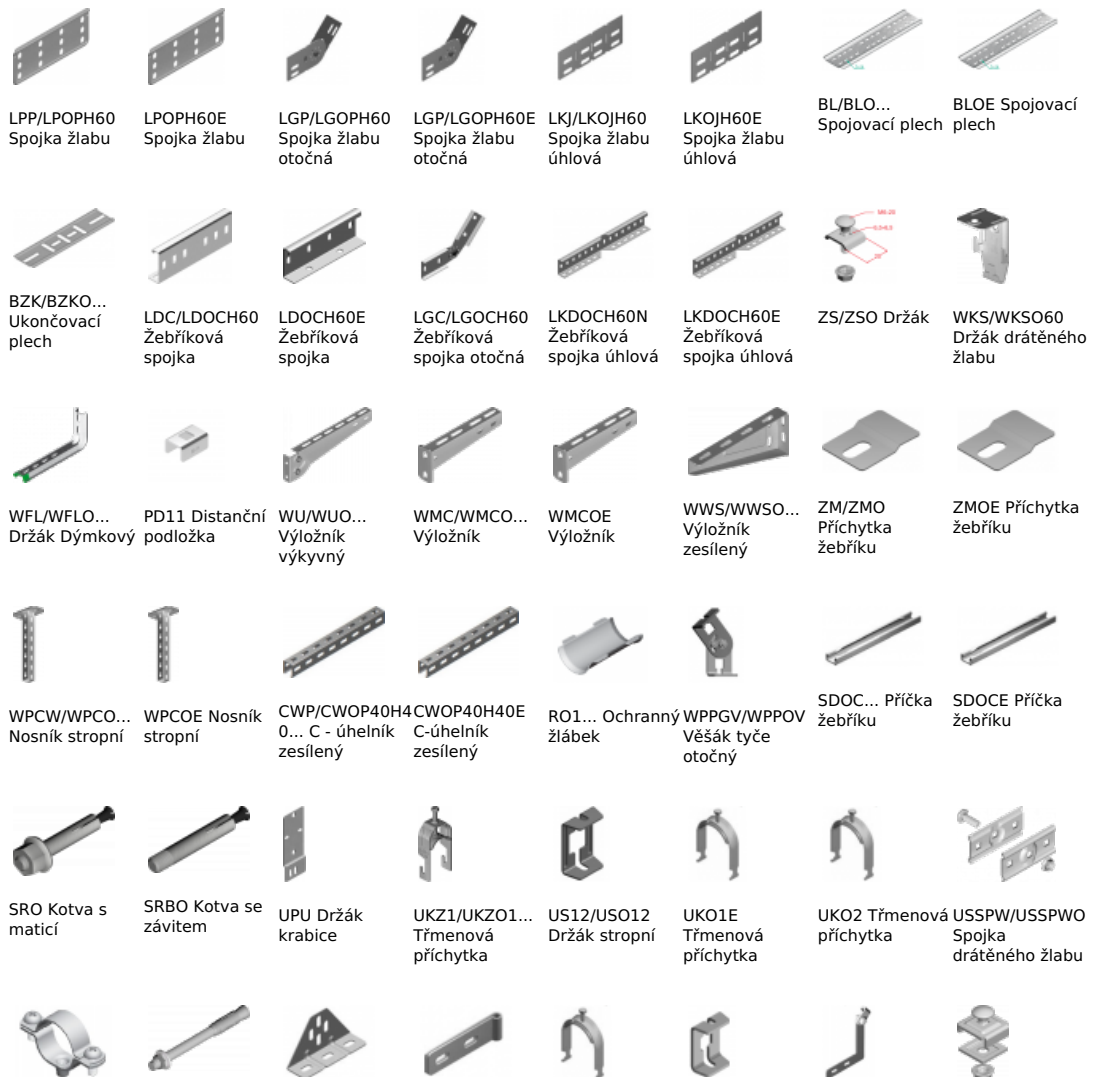 LPP/LPOPH60
Spojka žlabu
LPOPH60E
Spojka žlabu
LGP/LGOPH60
Spojka žlabu
otočná
LGP/LGOPH60E
Spojka žlabu
otočná
LKJ/LKOJH60
Spojka žlabu
úhlová
LKOJH60E
Spojka žlabu
úhlová
BL/BLO...
Spojovací plech
BLOE Spojovací
plech
BZK/BZKO...
Ukončovací
plech
LDC/LDOCH60
Žebříková
spojka
LDOCH60E
Žebříková
spojka
LGC/LGOCH60
Žebříková
spojka otočná
LKDOCH60N
Žebříková
spojka úhlová
LKDOCH60E
Žebříková
spojka úhlová
ZS/ZSO Držák
WKS/WKSO60
Držák drátěného
žlabu
WFL/WFLO...
Držák Dýmkový
PD11 Distanční
podložka
WU/WUO...
Výložník
výkyvný
WMC/WMCO...
Výložník
WMCOE
Výložník
WWS/WWSO...
Výložník
zesílený
ZM/ZMO
Příchytka
žebříku
ZMOE Příchytka
žebříku
WPCW/WPCO...
Nosník stropní
WPCOE Nosník
stropní
CWP/CWOP40H4
0... C - úhelník
zesílený
CWOP40H40E
C-úhelník
zesílený
RO1... Ochranný
žlábek
WPPGV/WPPOV
Věšák tyče
otočný
SDOC... Příčka
žebříku
SDOCE Příčka
žebříku
SRO Kotva s
maticí
SRBO Kotva se
závitem
UPU Držák
krabice
UKZ1/UKZO1...
Třmenová
příchytka
US12/USO12
Držák stropní
UKO1E
Třmenová
příchytka
UKO2 Třmenová
příchytka
USSPW/USSPWO
Spojka
drátěného žlabu